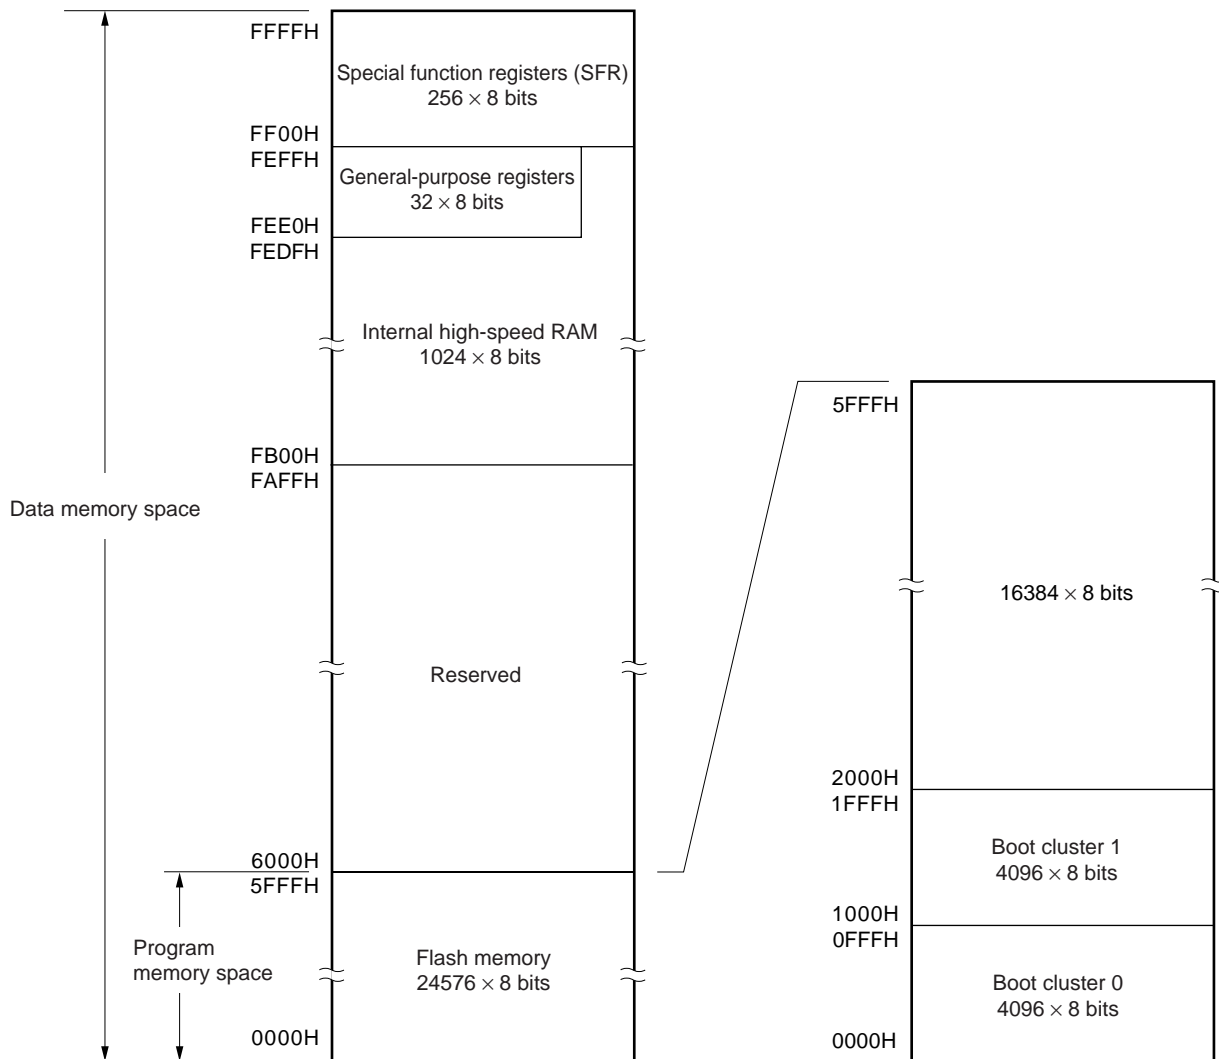 FFFFH
Special function registers (SFR)
256 × 8 bits
FF00H
FEFFH
General-purpose registers
32 × 8 bits
FEE0H
FEDFH
Internal high-speed RAM
1024 × 8 bits
FB00H
FAFFH
Data memory space
Reserved
6000H
5FFFH
Program
memory space
Flash memory
24576 × 8 bits
0000H
5FFFH
16384 × 8 bits
2000H
1FFFH
Boot cluster 1
4096 × 8 bits
1000H
0FFFH
Boot cluster 0
4096 × 8 bits
0000H